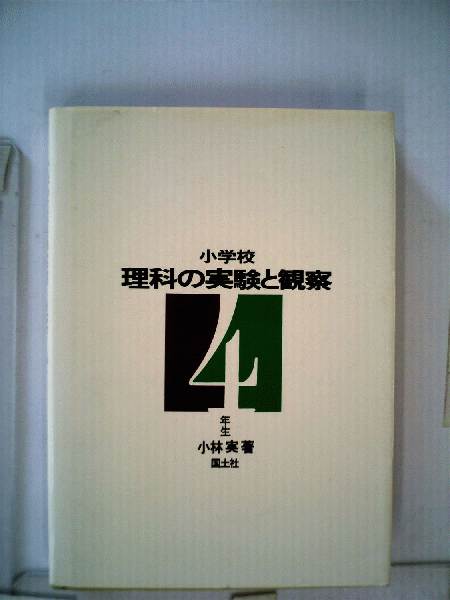 小学校
理科の実験と観察
4
年
生
小林実著
国土社